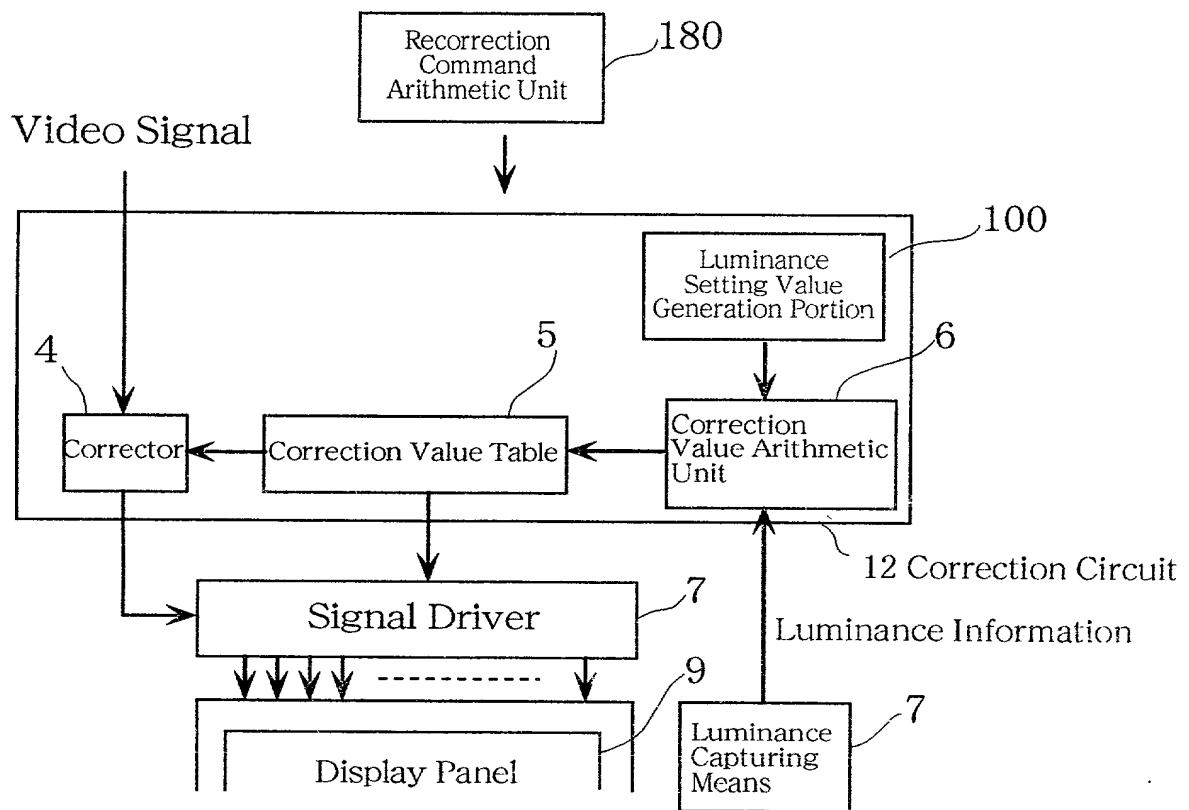 Recorrection
Command
Arithmetic Unit
180
Video Signal
100
Luminance
Setting Value
Generation Portion
4
5
6
Corrector
Correction Value Table
Correction
Value Arithmetic
Unit
12 Correction Circuit
Signal Driver
7
Luminance Information
9
7
Display Panel
Luminance
Capturing
Means